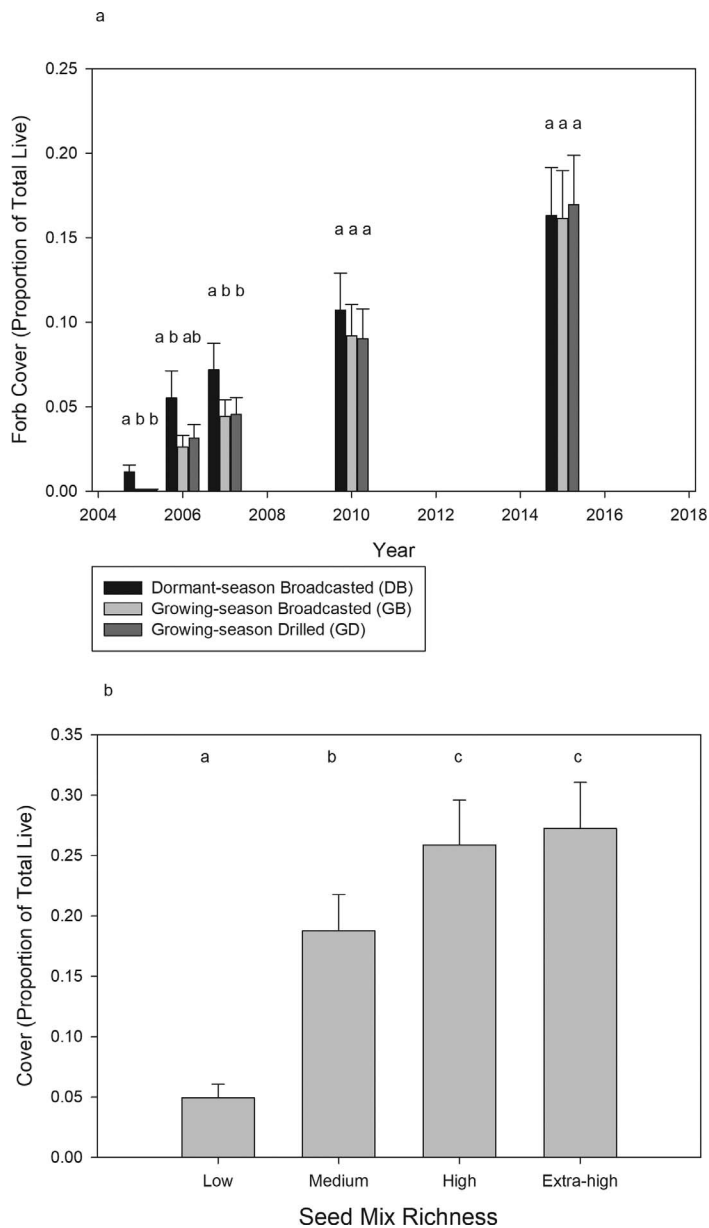 a
0.25
0.20
0.15
0.10
0.05
0.00
Forb Cover (Proportion of Total Live)
a b b
a b ab
a b b
a a a
a a a
2004 2006 2008 2010 2012 2014 2016 2018
Year
Dormant-season Broadcasted (DB)
Growing-season Broadcasted (GB)
Growing-season Drilled (GD)
b
0.35
0.30
0.25
0.20
0.15
0.10
0.05
0.00
Cover (Proportion of Total Live)
a b c c
Low Medium High Extra-high
Seed Mix Richness